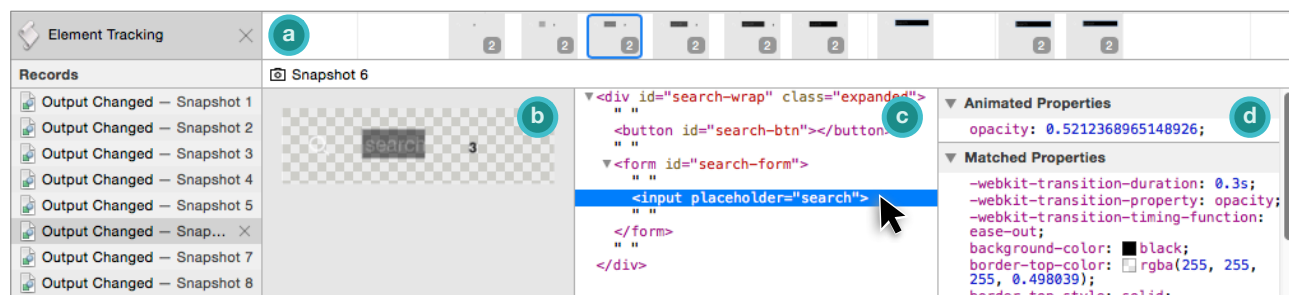 Element Tracking
a
2
2
2
2
2
2
2
2
Records
Snapshot 6
Output Changed — Snapshot 1
Output Changed — Snapshot 2
Output Changed — Snapshot 3
Output Changed — Snapshot 4
Output Changed — Snapshot 5
Output Changed — Snap...
Output Changed — Snapshot 7
Output Changed — Snapshot 8
b
search
3
c
<div id="search-wrap" class="expanded">
" "
<button id="search-btn"></button>
" "
<form id="search-form">
" "
<input placeholder="search">
" "
</form>
" "
</div>
d
Animated Properties
opacity: 0.5212368965148926;
Matched Properties
-webkit-transition-duration: 0.3s;
-webkit-transition-property: opacity;
-webkit-transition-timing-function:
ease-out;
background-color: black;
border-top-color: rgba(255, 255,
255, 0.498039);
border-top-style: solid;